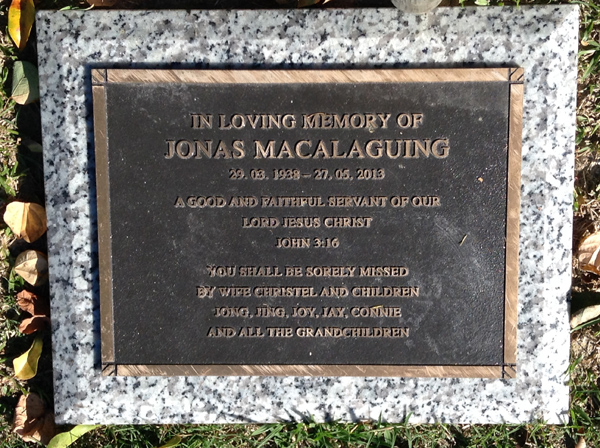 IN LOVING MEMORY OF
JONAS MACALAGUING
29. 03. 1938 – 27. 05. 2013
A GOOD AND FAITHFUL SERVANT OF OUR
LORD JESUS CHRIST
JOHN 3:16
YOU SHALL BE SORELY MISSED
BY WIFE CHRISTEL AND CHILDREN
JONG, JING, JOY, JAY, CONNIE
AND ALL THE GRANDCHILDREN